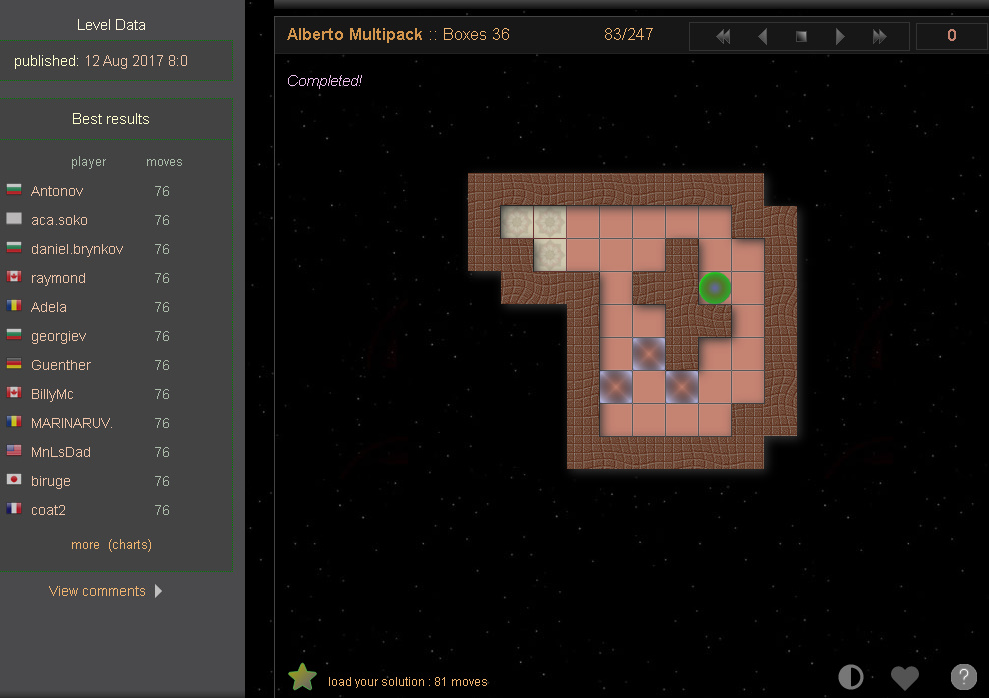 Level Data
published: 12 Aug 2017 8:0
Best results
player moves
Antonov 76
aca.soko 76
daniel.brynkov 76
raymond 76
Adela 76
georgiev 76
Guenther 76
BillyMc 76
MARINARUV. 76
MnLsDad 76
biruge 76
coat2 76
more (charts)
View comments
Alberto Multipack :: Boxes 36 83/247 0
Completed!
load your solution : 81 moves
?